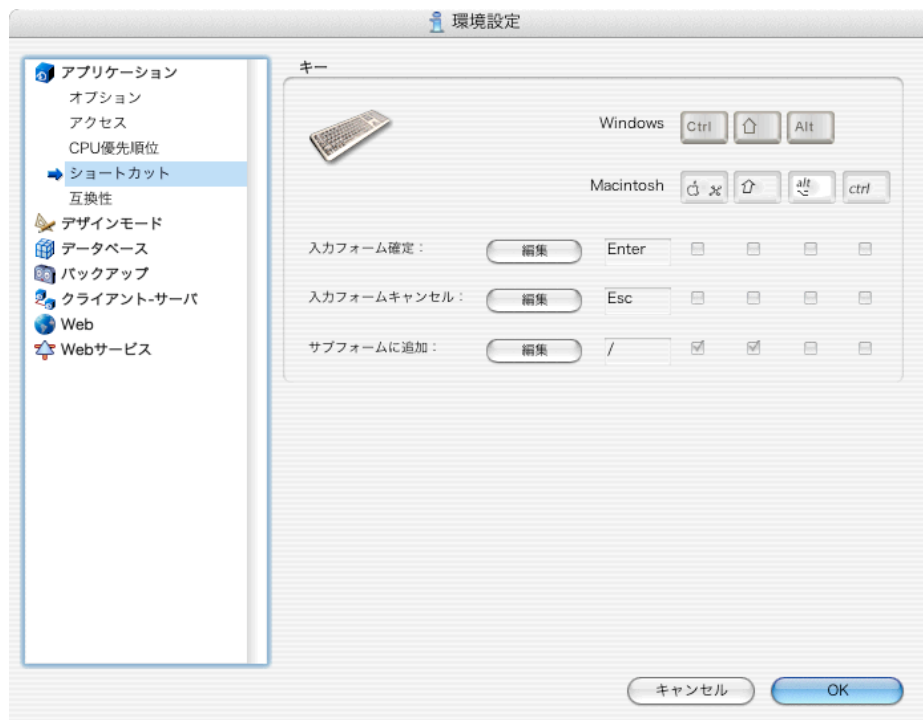 環境設定
アプリケーション
オプション
アクセス
CPU優先順位
ショートカット
互換性
デザインモード
データベース
バックアップ
クライアント-サーバ
Web
Webサービス
キー
Windows Ctrl Alt
Macintosh alt ctrl
入力フォーム確定： 編集 Enter
入力フォームキャンセル： 編集 Esc
サブフォームに追加： 編集 /
キャンセル OK